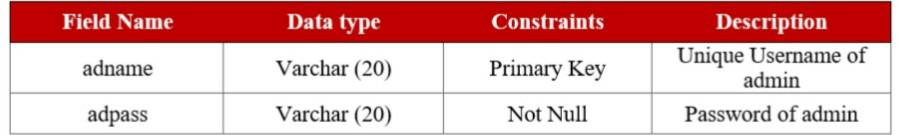 Field Name Data type Constraints Description
adname Varchar (20) Primary Key Unique Username of
admin
adpass Varchar (20) Not Null Password of admin